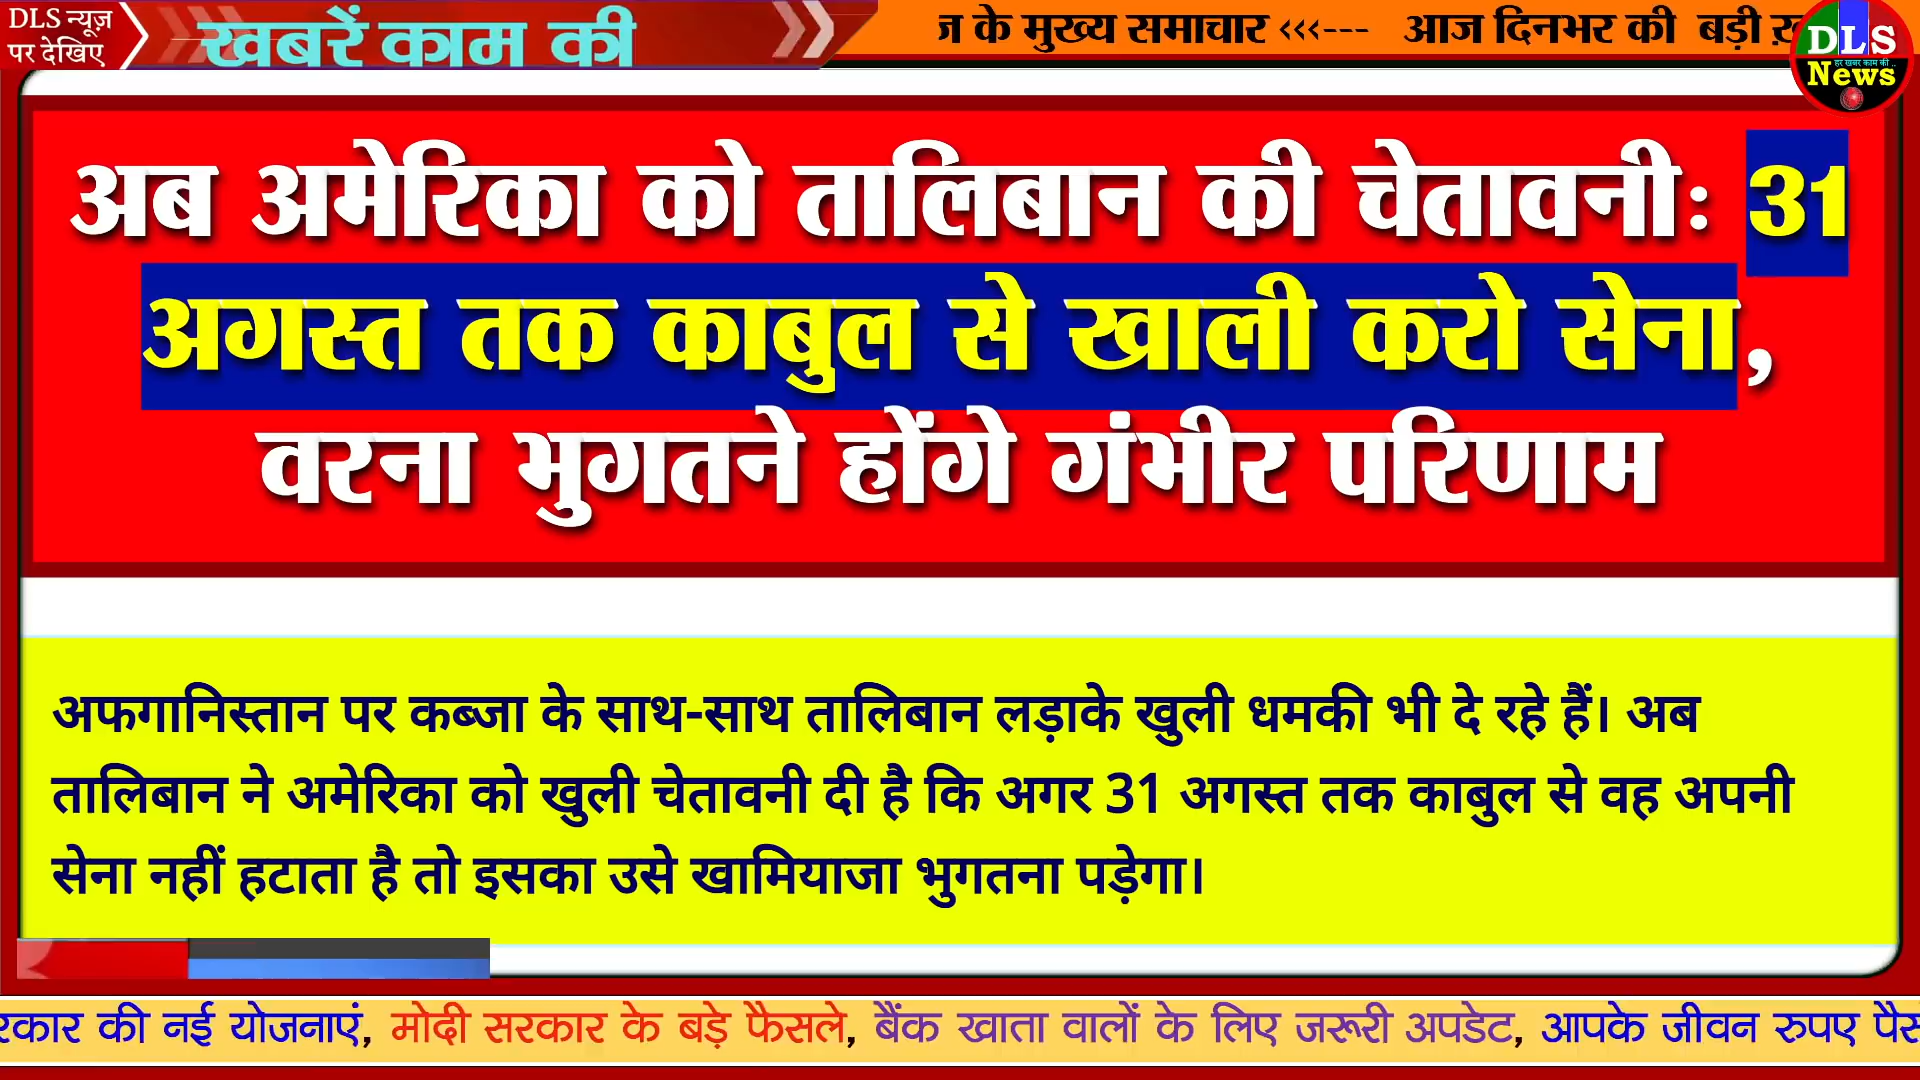 DLS न्यूज़
पर देखिए
खबरें काम की
के मुख्य समाचार ‹‹‹--- आज दिनभर की बड़ी
DLS
हर खबर काम की ..
News
अब अमेरिका को तालिबान की चेतावनी: 31
अगस्त तक काबुल से खाली करो सेना,
वरना भुगतने होंगे गंभीर परिणाम
अफगानिस्तान पर कब्जा के साथ-साथ तालिबान लड़ाके खुली धमकी भी दे रहे हैं। अब
तालिबान ने अमेरिका को खुली चेतावनी दी है कि अगर 31 अगस्त तक काबुल से वह अपनी
सेना नहीं हटाता है तो इसका उसे खामियाजा भुगतना पड़ेगा।
रकार की नई योजनाएं, मोदी सरकार के बड़े फैसले, बैंक खाता वालों के लिए जरूरी अपडेट, आपके जीवन रुपए पैस